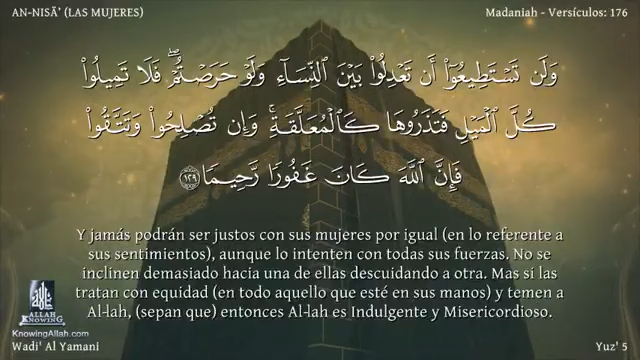 AN-NISĀ' (LAS MUJERES)
Madaniah - Versículos: 176
وَلَن تَسْتَطِيعُوٓا۟ أَن تَعْدِلُوا۟ بَيْنَ ٱلنِّسَآءِ وَلَوْ حَرَصْتُمْ ۖ فَلَا تَمِيلُوا۟
كُلَّ ٱلْمَيْلِ فَتَذَرُوهَا كَٱلْمُعَلَّقَةِ ۚ وَإِن تُصْلِحُوا۟ وَتَتَّقُوا۟
فَإِنَّ ٱللَّهَ كَانَ غَفُورًا رَّحِيمًا ١٢٩
Y jamás podrán ser justos con sus mujeres por igual (en lo referente a
sus sentimientos), aunque lo intenten con todas sus fuerzas. No se
inclinen demasiado hacia una de ellas descuidando a otra. Mas si las
tratan con equidad (en todo aquello que esté en sus manos) y temen a
Al-lah, (sepan que) entonces Al-lah es Indulgente y Misericordioso.
ALLAH
KNOWING
KnowingAllah.com
Wadi' Al Yamani
Yuz' 5